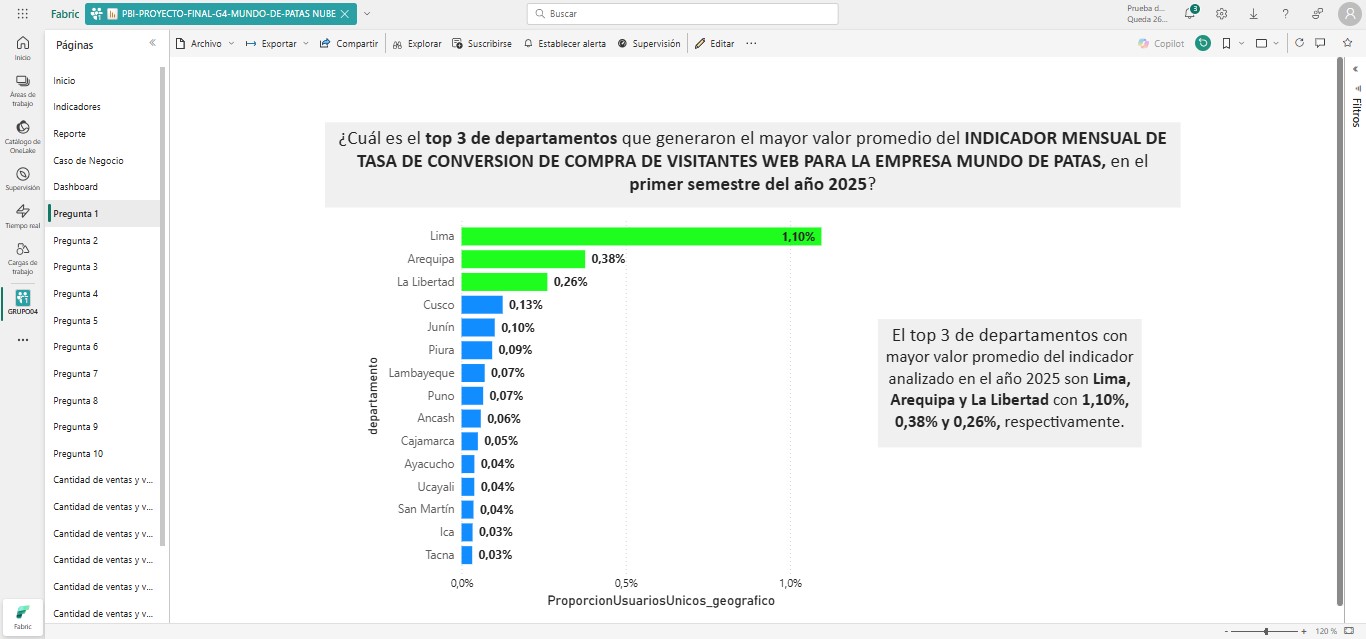 Fabric
PBI-PROYECTO-FINAL-G4-MUNDO-DE-PATAS NUBE
Buscar
Prueba d...
Queda 26...
3
Inicio
Áreas de trabajo
Catálogo de OneLake
Supervisión
Tiempo real
Cargas de trabajo
GRUPO04
Fabric
Páginas
Inicio
Indicadores
Reporte
Caso de Negocio
Dashboard
Pregunta 1
Pregunta 2
Pregunta 3
Pregunta 4
Pregunta 5
Pregunta 6
Pregunta 7
Pregunta 8
Pregunta 9
Pregunta 10
Cantidad de ventas y v...
Cantidad de ventas y v...
Cantidad de ventas y v...
Cantidad de ventas y v...
Cantidad de ventas y v...
Cantidad de ventas y v...
Archivo
Exportar
Compartir
Explorar
Suscribirse
Establecer alerta
Supervisión
Editar
Copilot
Filtros
¿Cuál es el top 3 de departamentos que generaron el mayor valor promedio del INDICADOR MENSUAL DE
TASA DE CONVERSION DE COMPRA DE VISITANTES WEB PARA LA EMPRESA MUNDO DE PATAS, en el
primer semestre del año 2025?
departamento
Lima 1,10%
Arequipa 0,38%
La Libertad 0,26%
Cusco 0,13%
Junín 0,10%
Piura 0,09%
Lambayeque 0,07%
Puno 0,07%
Ancash 0,06%
Cajamarca 0,05%
Ayacucho 0,04%
Ucayali 0,04%
San Martín 0,04%
Ica 0,03%
Tacna 0,03%
0,0% 0,5% 1,0%
ProporcionUsuariosUnicos_geografico
El top 3 de departamentos con
mayor valor promedio del indicador
analizado en el año 2025 son Lima,
Arequipa y La Libertad con 1,10%,
0,38% y 0,26%, respectivamente.
- + 120 %